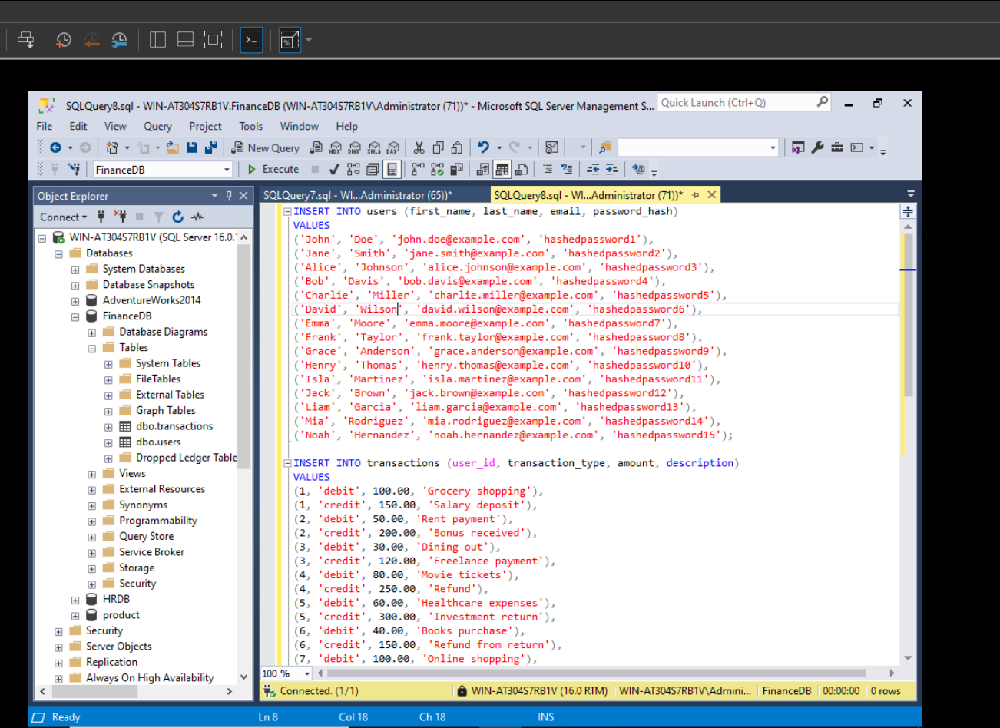 SQLQuery8.sql - WIN-AT304S7RB1V.FinanceDB (WIN-AT304S7RB1V\Administrator (71))* - Microsoft SQL Server Management S...
Quick Launch (Ctrl+Q)
File Edit View Query Project Tools Window Help
New Query MDX DMX XMLA DAX
FinanceDB Execute
Object Explorer
Connect
WIN-AT304S7RB1V (SQL Server 16.0.
Databases
System Databases
Database Snapshots
AdventureWorks2014
FinanceDB
Database Diagrams
Tables
System Tables
FileTables
External Tables
Graph Tables
dbo.transactions
dbo.users
Dropped Ledger Table
Views
External Resources
Synonyms
Programmability
Query Store
Service Broker
Storage
Security
HRDB
product
Security
Server Objects
Replication
Always On High Availability
SQLQuery7.sql - WI...Administrator (65))*
SQLQuery8.sql - WI...Administrator (71))*
INSERT INTO users (first_name, last_name, email, password_hash)
VALUES
('John', 'Doe', 'john.doe@example.com', 'hashedpassword1'),
('Jane', 'Smith', 'jane.smith@example.com', 'hashedpassword2'),
('Alice', 'Johnson', 'alice.johnson@example.com', 'hashedpassword3'),
('Bob', 'Davis', 'bob.davis@example.com', 'hashedpassword4'),
('Charlie', 'Miller', 'charlie.miller@example.com', 'hashedpassword5'),
('David', 'Wilson', 'david.wilson@example.com', 'hashedpassword6'),
('Emma', 'Moore', 'emma.moore@example.com', 'hashedpassword7'),
('Frank', 'Taylor', 'frank.taylor@example.com', 'hashedpassword8'),
('Grace', 'Anderson', 'grace.anderson@example.com', 'hashedpassword9'),
('Henry', 'Thomas', 'henry.thomas@example.com', 'hashedpassword10'),
('Isla', 'Martinez', 'isla.martinez@example.com', 'hashedpassword11'),
('Jack', 'Brown', 'jack.brown@example.com', 'hashedpassword12'),
('Liam', 'Garcia', 'liam.garcia@example.com', 'hashedpassword13'),
('Mia', 'Rodriguez', 'mia.rodriguez@example.com', 'hashedpassword14'),
('Noah', 'Hernandez', 'noah.hernandez@example.com', 'hashedpassword15');
INSERT INTO transactions (user_id, transaction_type, amount, description)
VALUES
(1, 'debit', 100.00, 'Grocery shopping'),
(1, 'credit', 150.00, 'Salary deposit'),
(2, 'debit', 50.00, 'Rent payment'),
(2, 'credit', 200.00, 'Bonus received'),
(3, 'debit', 30.00, 'Dining out'),
(3, 'credit', 120.00, 'Freelance payment'),
(4, 'debit', 80.00, 'Movie tickets'),
(4, 'credit', 250.00, 'Refund'),
(5, 'debit', 60.00, 'Healthcare expenses'),
(5, 'credit', 300.00, 'Investment return'),
(6, 'debit', 40.00, 'Books purchase'),
(6, 'credit', 150.00, 'Refund from return'),
(7, 'debit', 100.00, 'Online shopping'),
100 %
Connected. (1/1) WIN-AT304S7RB1V (16.0 RTM) WIN-AT304S7RB1V\Admini... FinanceDB 00:00:00 0 rows
Ready Ln 8 Col 18 Ch 18 INS